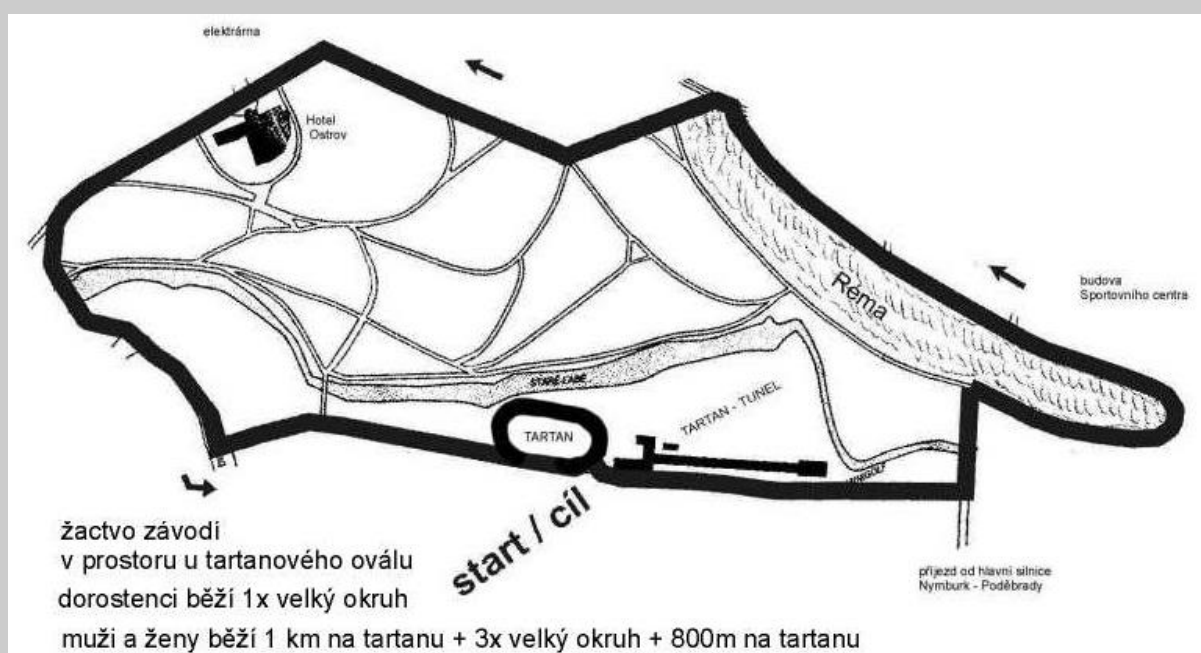 elektrárna
Hotel
Ostrov
Réma
budova
Sportovního centra
STARÉ LABE
TARTAN
TARTAN - TUNEL
start / cíl
příjezd od hlavní silnice
Nymburk - Poděbrady
žactvo závodí
v prostoru u tartanového oválu
dorostenci běží 1x velký okruh
muži a ženy běží 1 km na tartanu + 3x velký okruh + 800m na tartanu